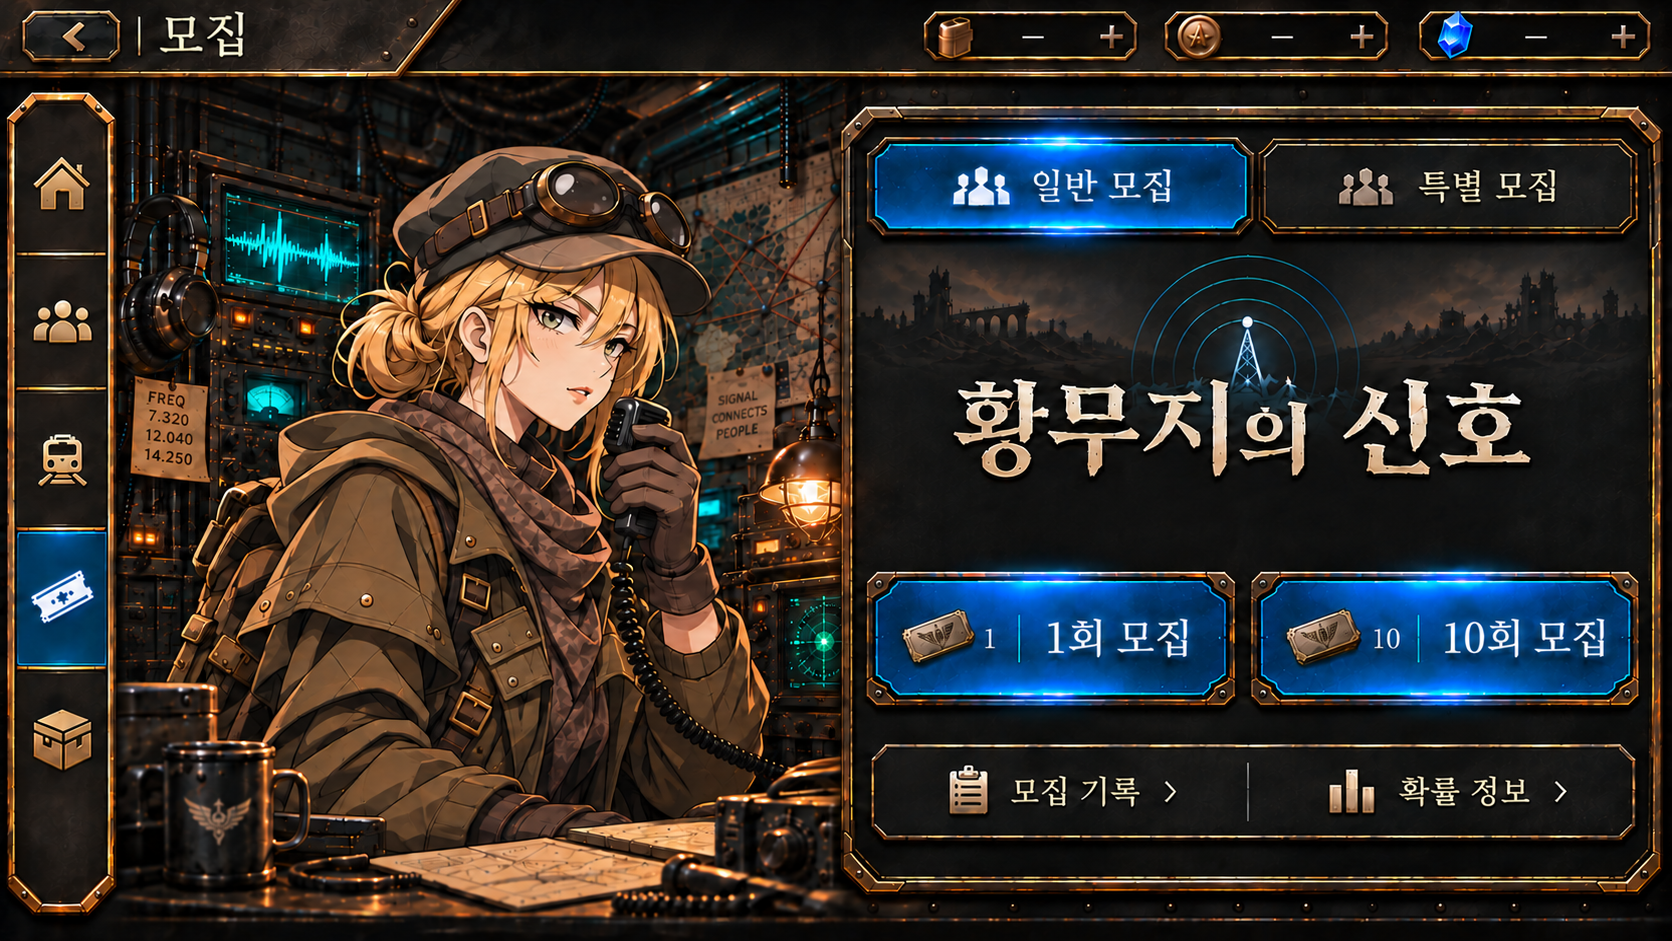 모집
일반 모집
특별 모집
FREQ
7.320
12.040
14.250
SIGNAL
CONNECTS
PEOPLE
황무지의 신호
1 1회 모집
10 10회 모집
모집 기록
확률 정보